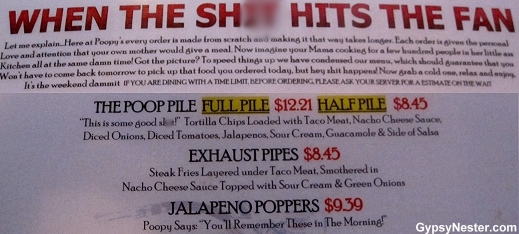 WHEN THE SH HITS THE FAN
Let me explain...Here at Poopy's every order is made from scratch and making it that way takes longer. Each order is given the personal
Love and attention that your own mother would give a meal. Now imagine your Mama cooking for a few hundred people in her little ass
Kitchen all at the same damn time! Got the picture? To speed things up we have condensed our menu, which should guarantee that you
Won't have to come back tomorrow to pick up that food you ordered today, but hey shit happens! Now grab a cold one, relax and enjoy,
It's the weekend dammit IF YOU ARE DINING WITH A TIME LIMIT, BEFORE ORDERING, PLEASE ASK YOUR SERVER FOR A ESTIMATE ON THE WAIT
THE POOP PILE FULL PILE $12.21 HALF PILE $8.45
"This is some good sh!" Tortilla Chips Loaded with Taco Meat, Nacho Cheese Sauce,
Diced Onions, Diced Tomatoes, Jalapenos, Sour Cream, Guacamole & Side of Salsa
EXHAUST PIPES $8.45
Steak Fries Layered under Taco Meat, Smothered in
Nacho Cheese Sauce Topped with Sour Cream & Green Onions
JALAPENO POPPERS $9.39
Poopy Says: "You'll Remember These in The Morning!"
GypsyNester.com